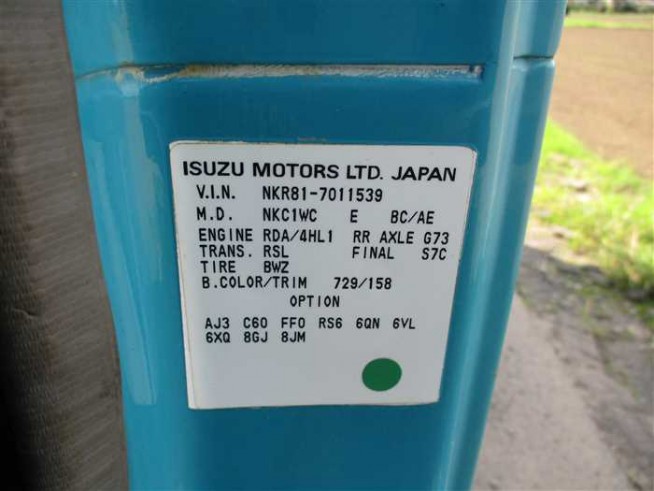 ISUZU MOTORS LTD. JAPAN
V.I.N. NKR81-7011539
M.D. NKC1WC E BC/AE
ENGINE RDA/4HL1 RR AXLE G73
TRANS. RSL FINAL S7C
TIRE BWZ
B.COLOR/TRIM 729/158
OPTION
AJ3 C60 FF0 RS6 6QN 6VL
6XQ 8GJ 8JM